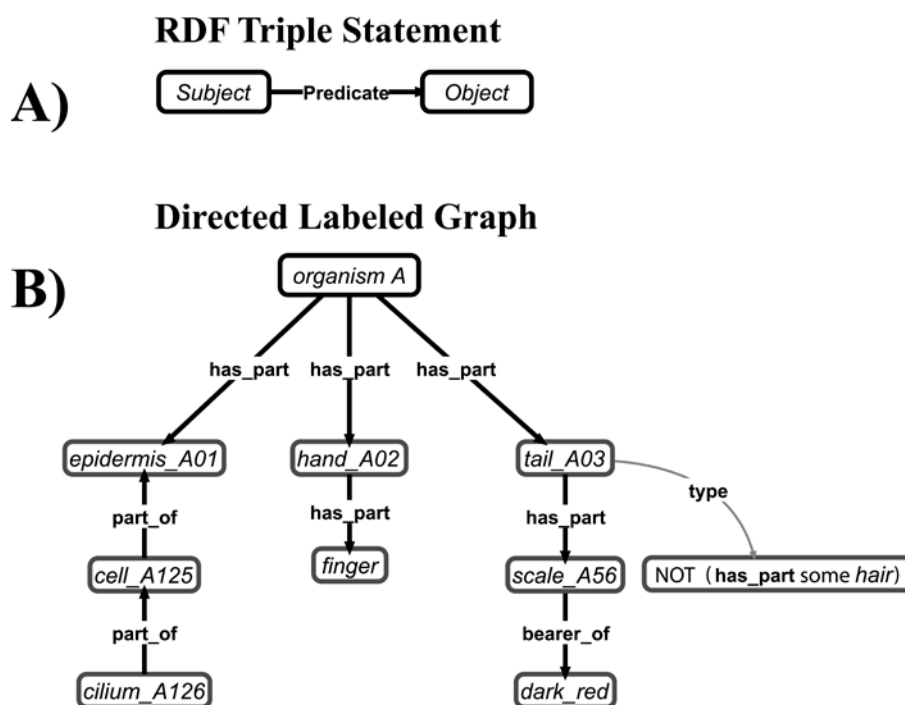 RDF Triple Statement
A)
Subject
Predicate
Object
Directed Labeled Graph
B)
organism A
has_part
has_part
has_part
epidermis_A01
hand_A02
tail_A03
type
part_of
has_part
has_part
cell_A125
finger
scale_A56
NOT (has_part some hair)
part_of
bearer_of
cilium_A126
dark_red